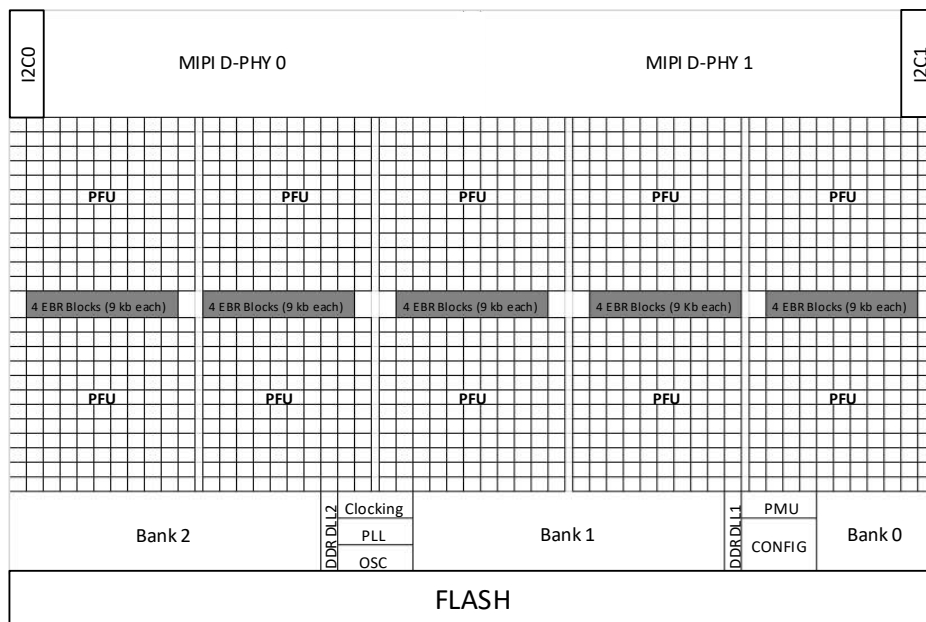 I2C0
MIPI D-PHY 0
MIPI D-PHY 1
I2C1
PFU
PFU
PFU
PFU
PFU
4 EBR Blocks (9 kb each)
4 EBR Blocks (9 kb each)
4 EBR Blocks (9 kb each)
4 EBR Blocks (9 Kb each)
4 EBR Blocks (9 kb each)
PFU
PFU
PFU
PFU
PFU
Bank 2
DDR DLL2
Clocking
PLL
OSC
Bank 1
DDR DLL1
PMU
CONFIG
Bank 0
FLASH